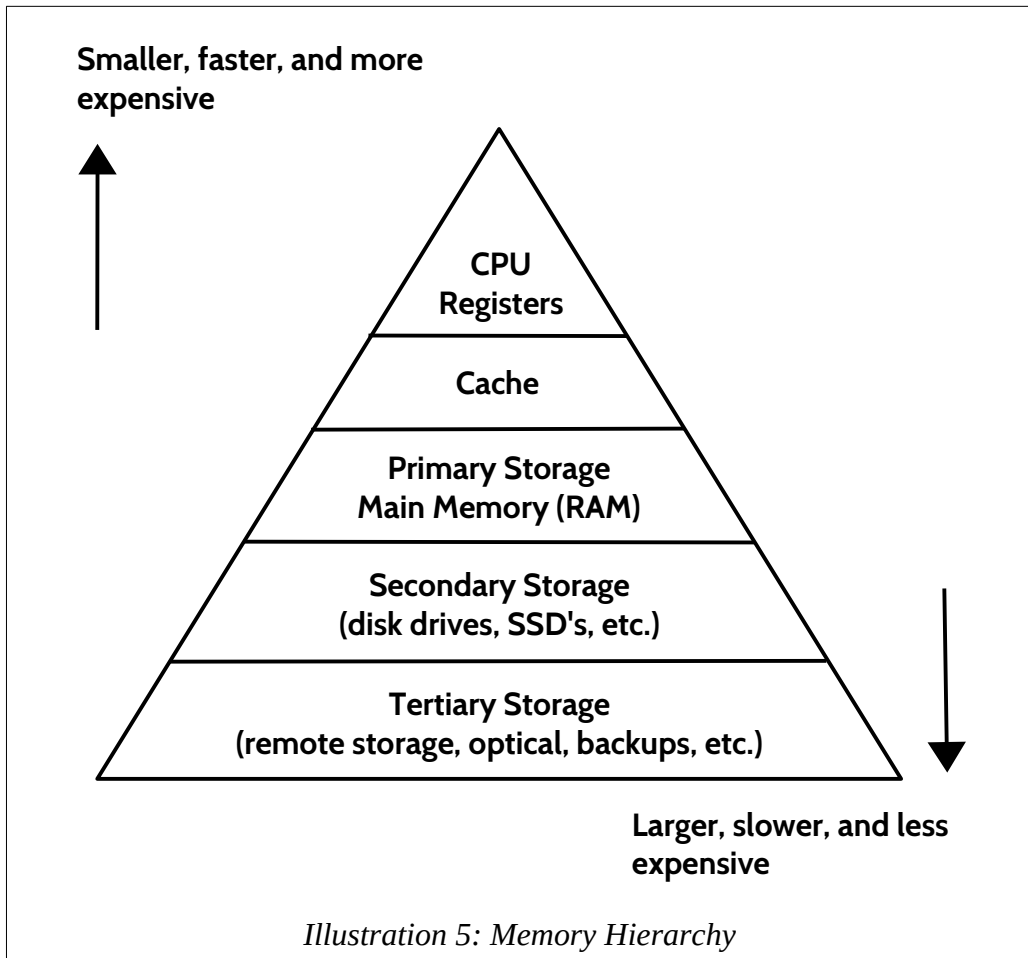 Smaller, faster, and more
expensive
CPU
Registers
Cache
Primary Storage
Main Memory (RAM)
Secondary Storage
(disk drives, SSD's, etc.)
Tertiary Storage
(remote storage, optical, backups, etc.)
Larger, slower, and less
expensive
Illustration 5: Memory Hierarchy